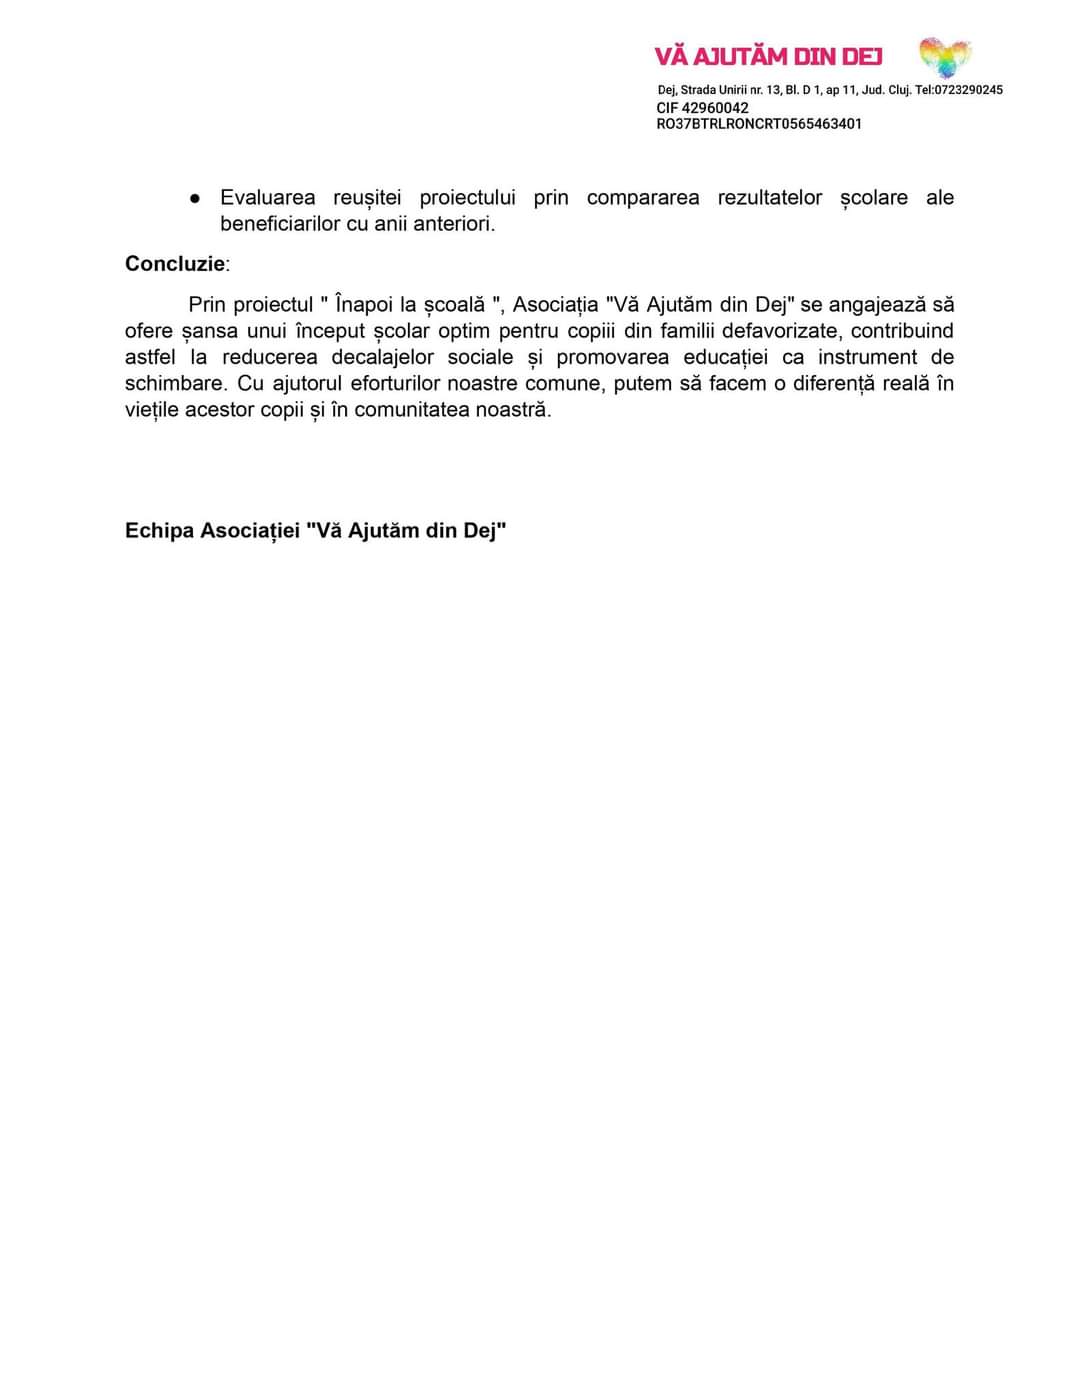 VĂ AJUTĂM DIN DEJ
Dej, Strada Unirii nr. 13, Bl. D 1, ap 11, Jud. Cluj. Tel:0723290245
CIF 42960042
RO37BTRLRONCRT0565463401
● Evaluarea reușitei proiectului prin compararea rezultatelor școlare ale
beneficiarilor cu anii anteriori.
Concluzie:
Prin proiectul " Înapoi la școală ", Asociația "Vă Ajutăm din Dej" se angajează să
ofere șansa unui început școlar optim pentru copiii din familii defavorizate, contribuind
astfel la reducerea decalajelor sociale și promovarea educației ca instrument de
schimbare. Cu ajutorul eforturilor noastre comune, putem să facem o diferență reală în
viețile acestor copii și în comunitatea noastră.
Echipa Asociației "Vă Ajutăm din Dej"